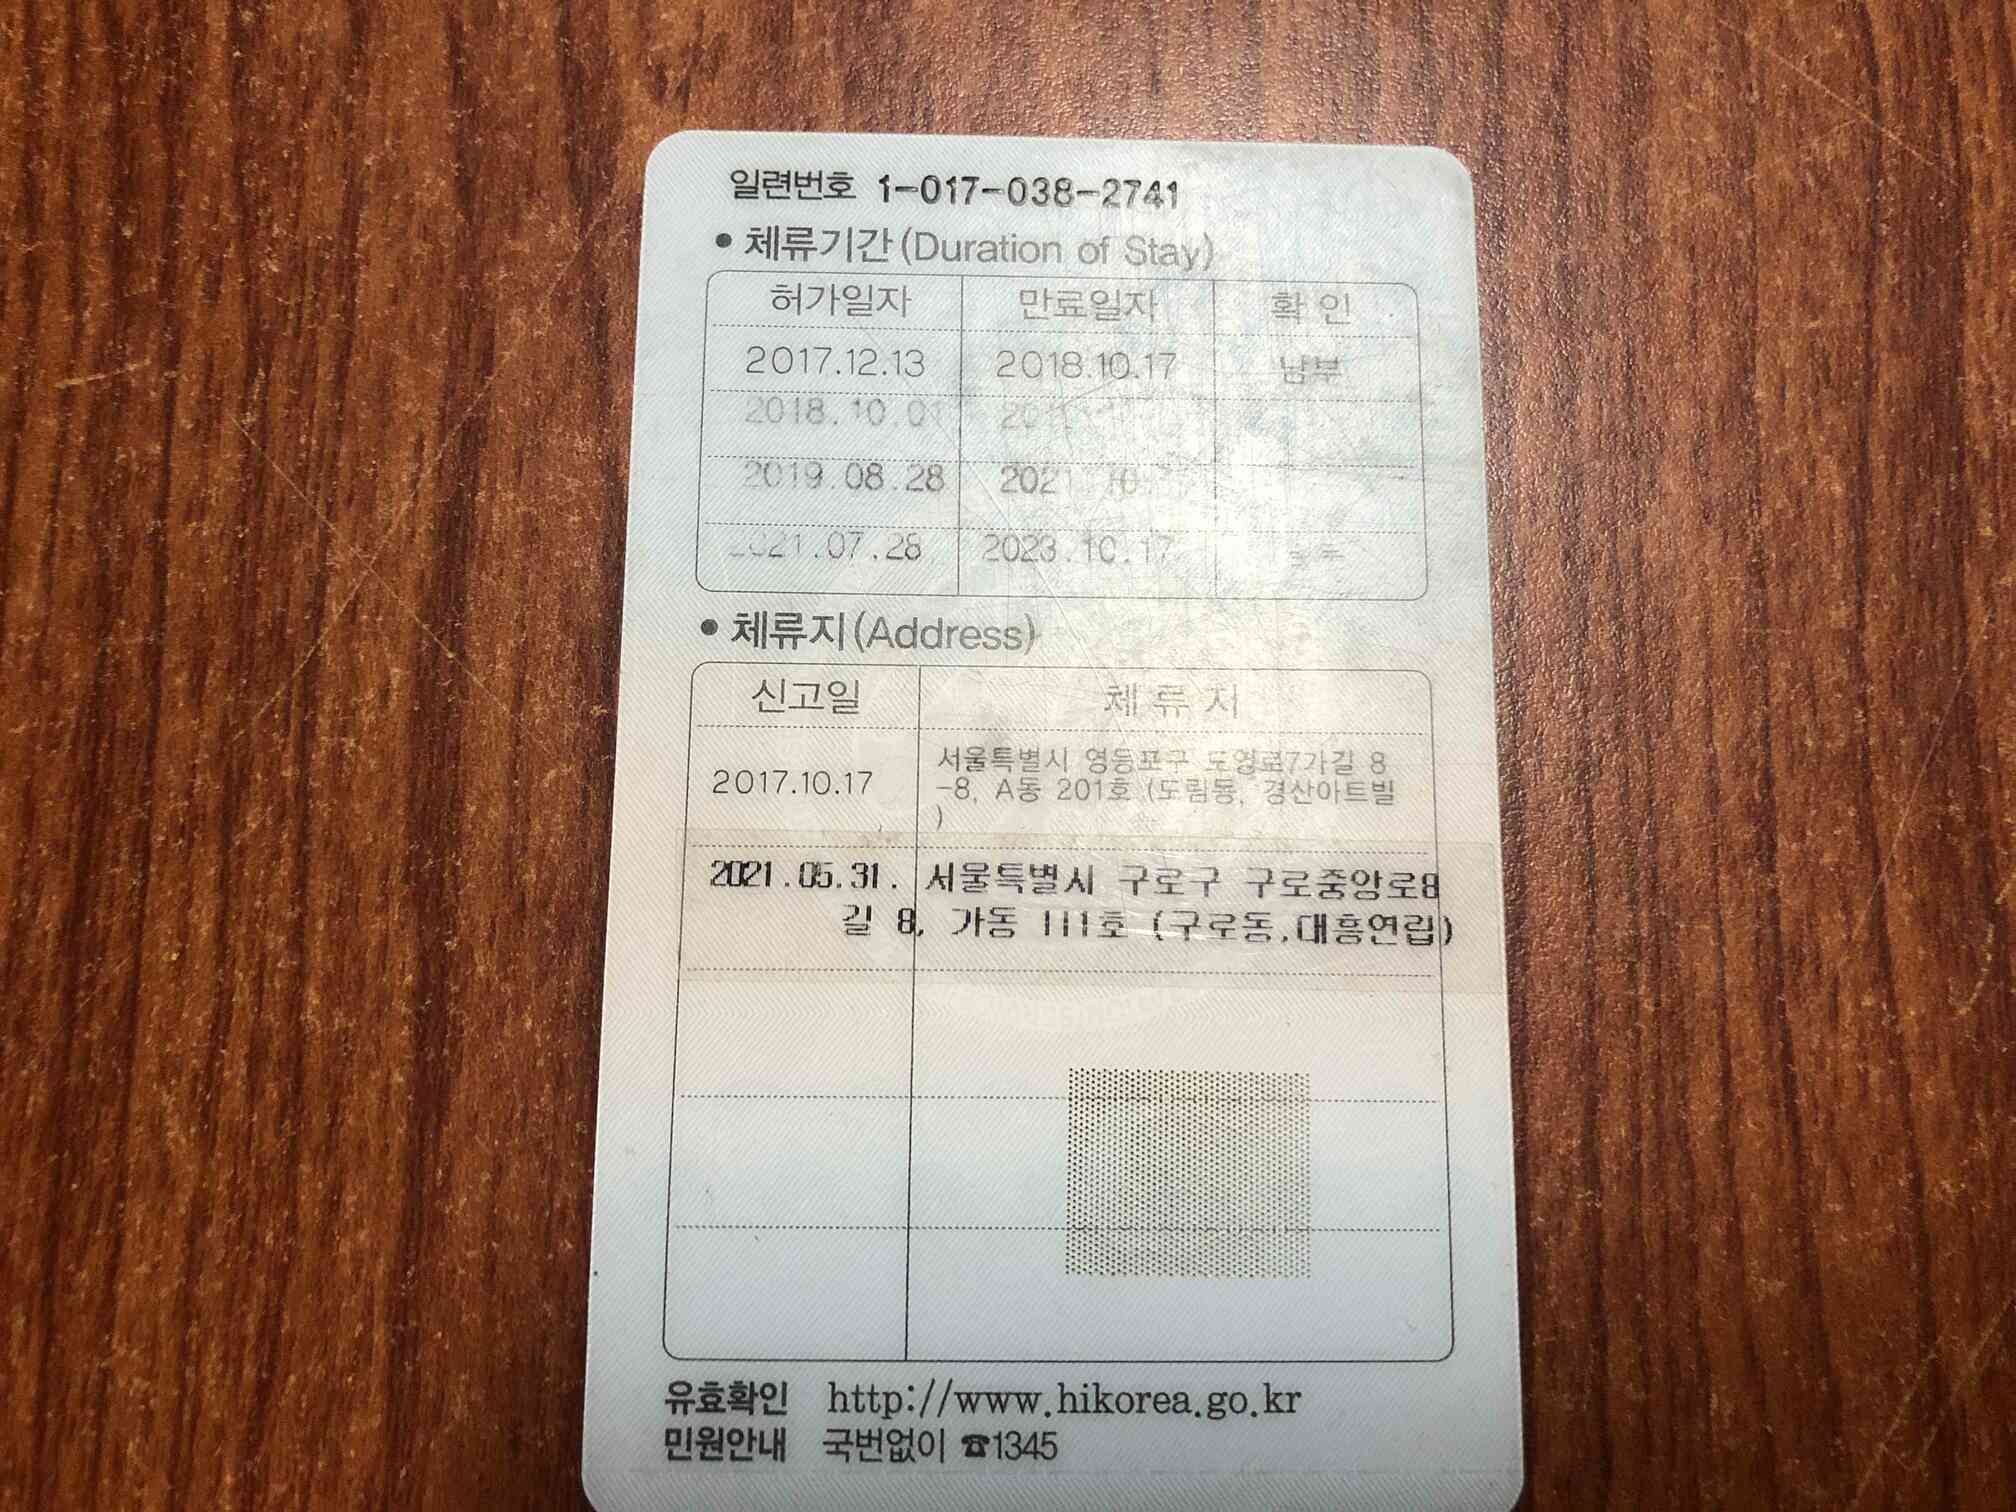 일련번호 1-017-038-2741
• 체류기간 (Duration of Stay)
허가일자 만료일자 확 인
2017.12.13 2018.10.17 남부
2018.10.01
2019.08.28 2021.10.
2021.07.28 2023.10.17
• 체류지 (Address)
신고일 체 류 지
서울특별시 영등포구 도영로7가길 8
2017.10.17 -8, A동 201호 (도림동, 경산아트빌
)
2021.05.31. 서울특별시 구로구 구로중앙로8
길 8, 가동 111호 (구로동,대흥연립)
유효확인 http://www.hikorea.go.kr
민원안내 국번없이 ☎1345